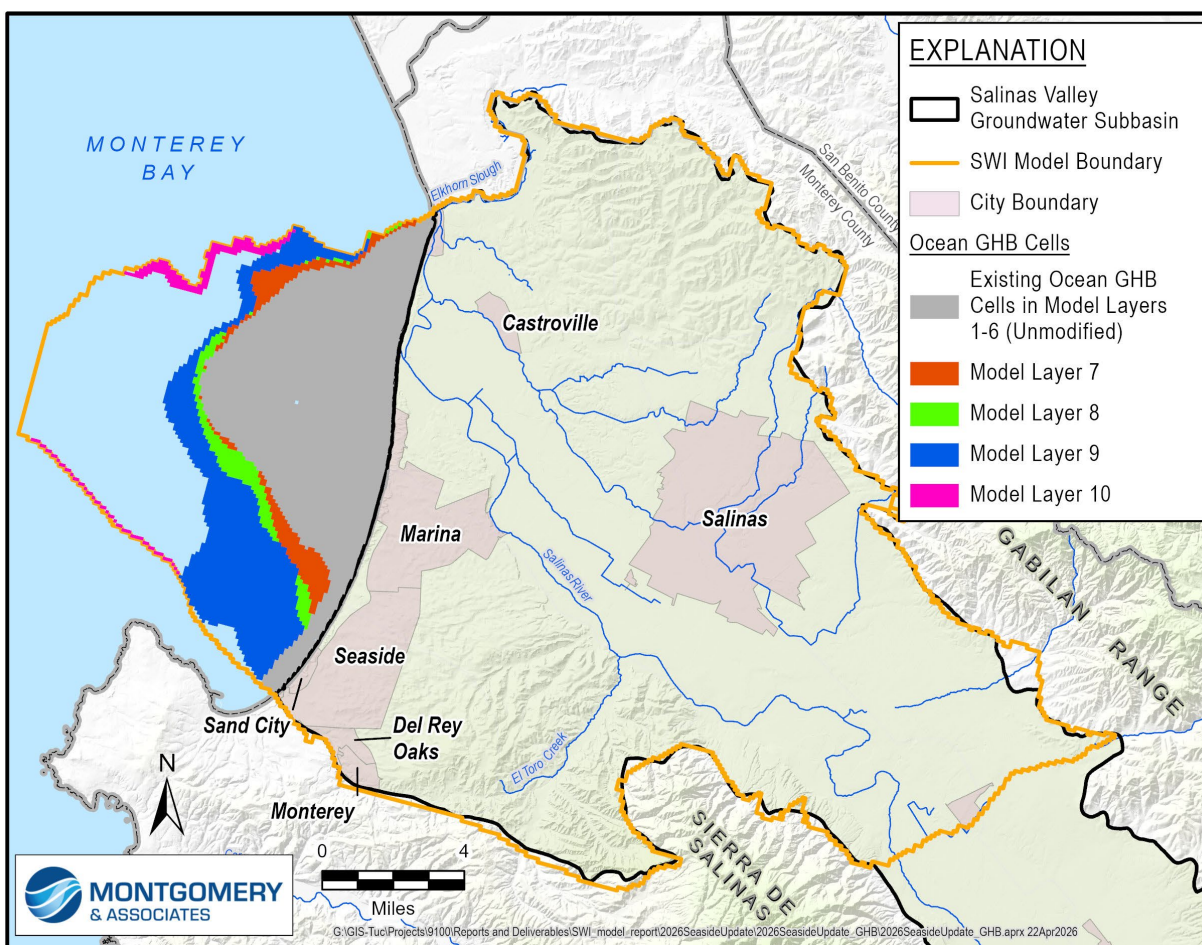 MONTEREY
BAY
Elkhorn Slough
San Benito County
Monterey County
Castroville
Salinas
Marina
Salinas River
Seaside
Sand City
Del Rey
Oaks
Monterey
El Toro Creek
GABILAN RANGE
SIERRA DE
SALINAS
EXPLANATION
Salinas Valley
Groundwater Subbasin
SWI Model Boundary
City Boundary
Ocean GHB Cells
Existing Ocean GHB
Cells in Model Layers
1-6 (Unmodified)
Model Layer 7
Model Layer 8
Model Layer 9
Model Layer 10
N
0 4
Miles
MONTGOMERY
& ASSOCIATES
G:\GIS-Tuc\Projects\9100\Reports and Deliverables\SWI_model_report\2026SeasideUpdate\2026SeasideUpdate_GHB\2026SeasideUpdate_GHB.aprx 22Apr2026